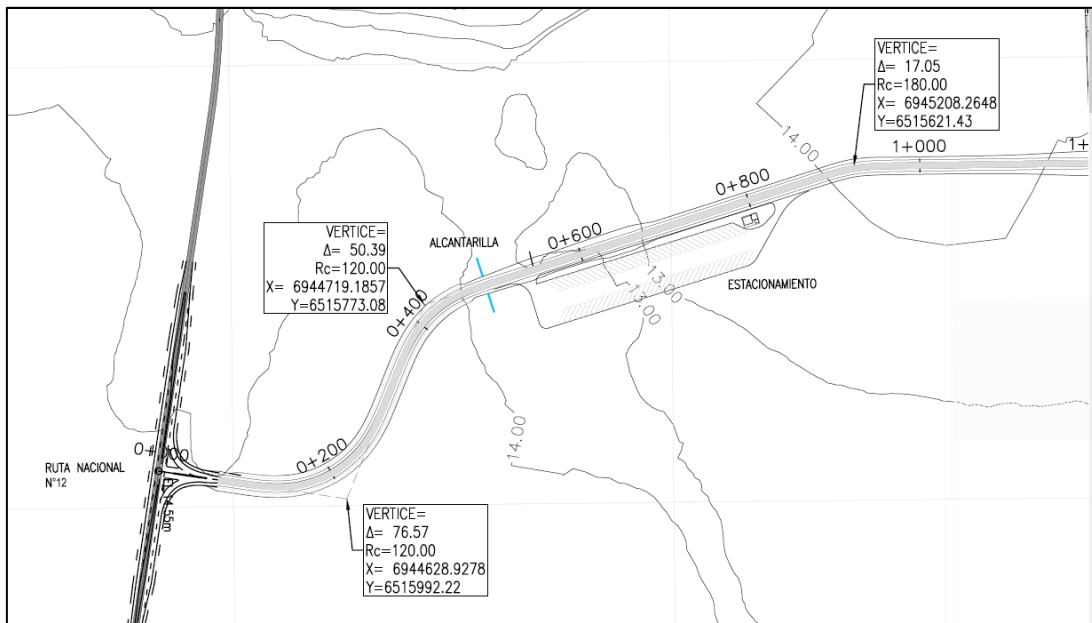 VERTICE=
Δ= 17.05
Rc=180.00
X= 6945208.2648
Y=6515621.43
14.00
1+000
1+
0+800
VERTICE=
Δ= 50.39
Rc=120.00
X= 6944719.1857
Y=6515773.08
ALCANTARILLA
0+600
13.00
13.00
ESTACIONAMIENTO
0+400
14.00
0+200
RUTA NACIONAL
N°12
VERTICE=
Δ= 76.57
Rc=120.00
X= 6944628.9278
Y=6515992.22